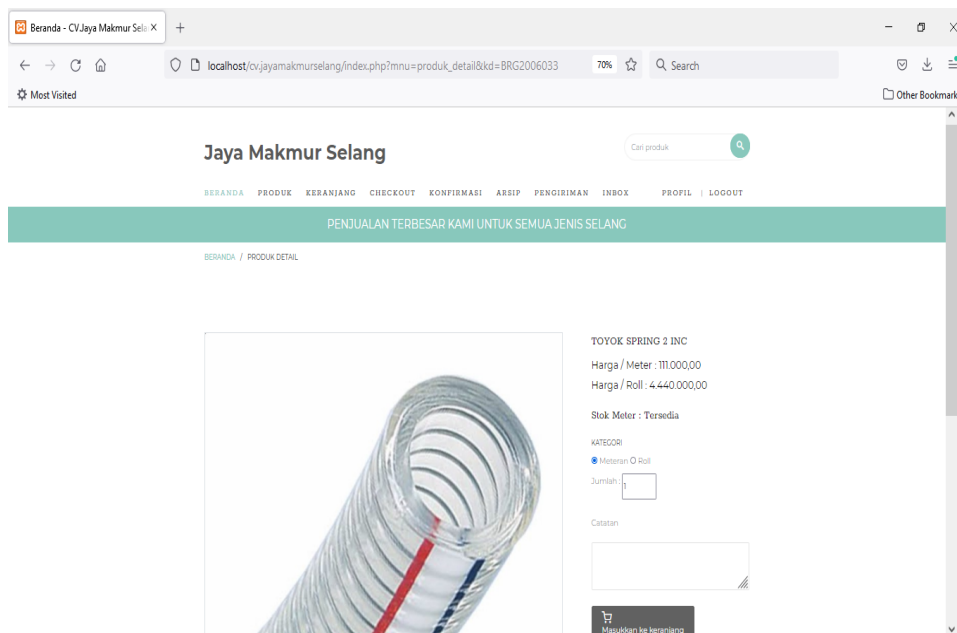 Beranda - CV.Jaya Makmur Sela
localhost/cv.jayamakmurselang/index.php?mnu=produk_detail&kd=BRG2006033
70%
Search
Most Visited
Other Bookmark
Jaya Makmur Selang
Cari produk
BERANDA PRODUK KERANJANG CHECKOUT KONFIRMASI ARSIP PENGIRIMAN INBOX PROFIL | LOGOUT
PENJUALAN TERBESAR KAMI UNTUK SEMUA JENIS SELANG
BERANDA / PRODUK DETAIL
TOYOK SPRING 2 INC
Harga / Meter : 111.000,00
Harga / Roll : 4.440.000,00
Stok Meter : Tersedia
KATEGORI
Meteran Roll
Jumlah : 1
Catatan
Masukkan ke keranjang